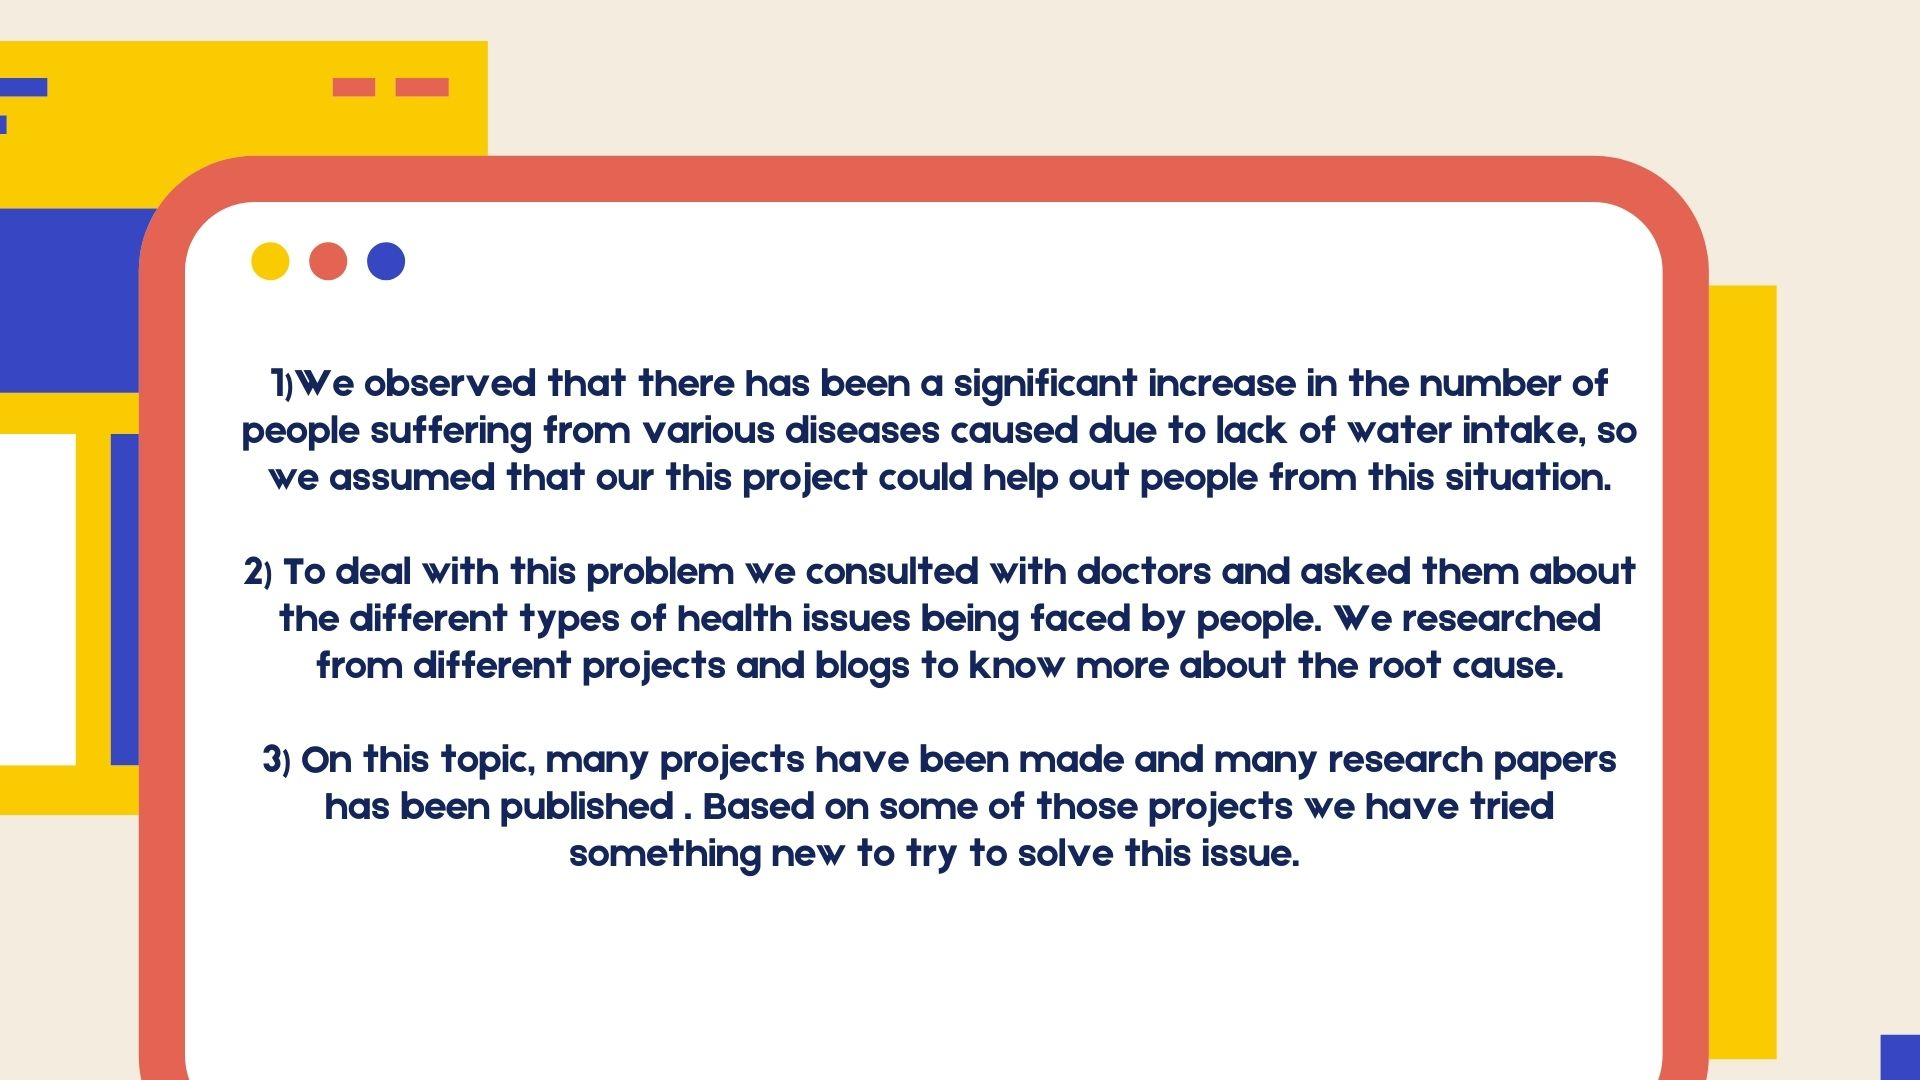 1)We observed that there has been a significant increase in the number of
people suffering from various diseases caused due to lack of water intake, so
we assumed that our this project could help out people from this situation.
2) To deal with this problem we consulted with doctors and asked them about
the different types of health issues being faced by people. We researched
from different projects and blogs to know more about the root cause.
3) On this topic, many projects have been made and many research papers
has been published . Based on some of those projects we have tried
something new to try to solve this issue.